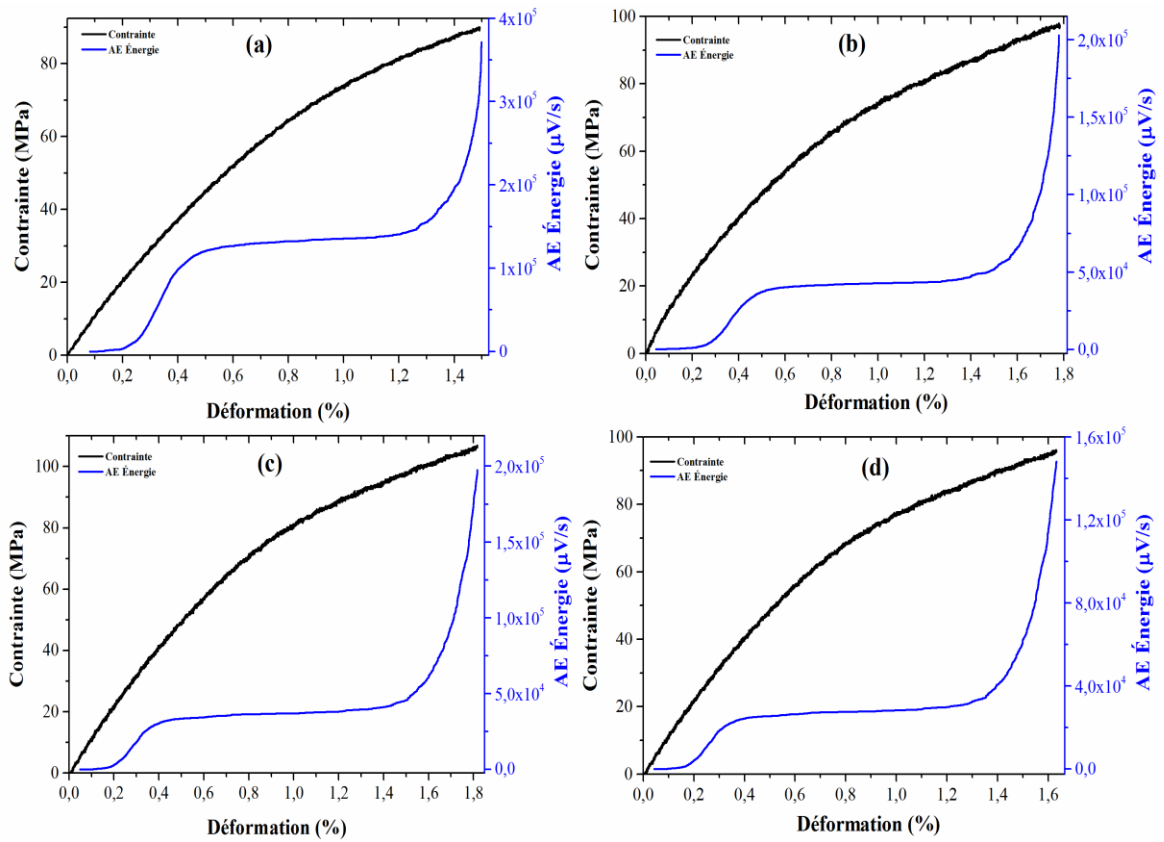 (a)
Contrainte
AE Énergie
Contrainte (MPa)
80
60
40
20
0
4x10⁵
3x10⁵
2x10⁵
1x10⁵
0
AE Énergie (µV/s)
0,0 0,2 0,4 0,6 0,8 1,0 1,2 1,4
Déformation (%)
(b)
Contrainte
AE Énergie
Contrainte (MPa)
100
80
60
40
20
0
2,0x10⁵
1,5x10⁵
1,0x10⁵
5,0x10⁴
0,0
AE Énergie (µV/s)
0,0 0,2 0,4 0,6 0,8 1,0 1,2 1,4 1,6 1,8
Déformation (%)
(c)
Contrainte
AE Énergie
Contrainte (MPa)
100
80
60
40
20
0
2,0x10⁵
1,5x10⁵
1,0x10⁵
5,0x10⁴
0,0
AE Énergie (µV/s)
0,0 0,2 0,4 0,6 0,8 1,0 1,2 1,4 1,6 1,8
Déformation (%)
(d)
Contrainte
AE Énergie
Contrainte (MPa)
100
80
60
40
20
0
1,6x10⁵
1,2x10⁵
8,0x10⁴
4,0x10⁴
0,0
AE Énergie (µV/s)
0,0 0,2 0,4 0,6 0,8 1,0 1,2 1,4 1,6
Déformation (%)